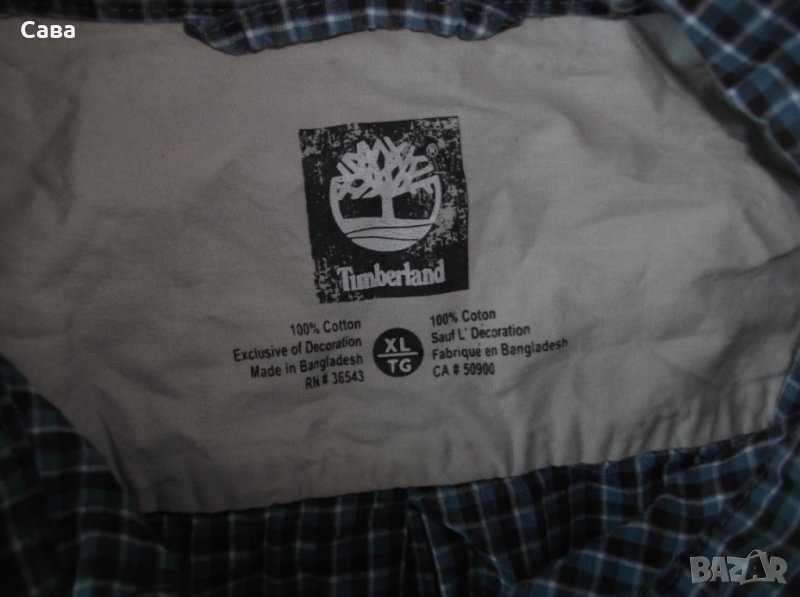 Сава
®
Timberland
100% Cotton
Exclusive of Decoration
Made in Bangladesh
RN # 36543
XL
TG
100% Coton
Sauf L' Decoration
Fabriqué en Bangladesh
CA # 50900
BAZAR